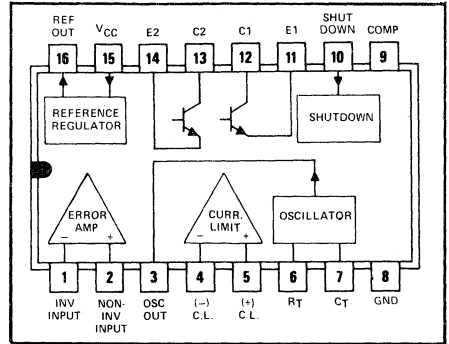 REF OUT
VCC
E2
C2
C1
E1
SHUT DOWN
COMP
16
15
14
13
12
11
10
9
REFERENCE
REGULATOR
SHUTDOWN
ERROR
AMP
- +
CURR.
LIMIT
- +
OSCILLATOR
1
2
3
4
5
6
7
8
INV
INPUT
NON-
INV
INPUT
OSC
OUT
(-)
C.L.
(+)
C.L.
RT
CT
GND